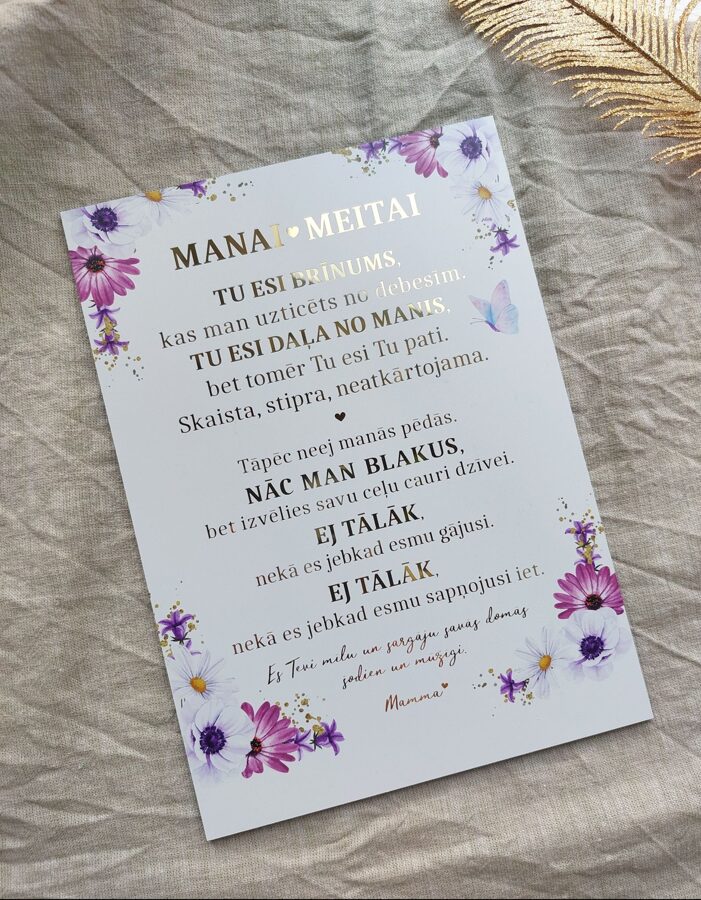 MANAI MEITAI
TU ESI BRĪNUMS,
kas man uzticēts no debesīm.
TU ESI DAĻA NO MANIS,
bet tomēr Tu esi Tu pati.
Skaista, stipra, neatkārtojama.
Tāpēc neej manās pēdās.
NĀC MAN BLAKUS,
bet izvēlies savu ceļu cauri dzīvei.
EJ TĀLĀK,
nekā es jebkad esmu gājusi.
EJ TĀLĀK,
nekā es jebkad esmu sapņojusi iet.
Es Tevi mīlu un sargāju savās domās
šodien un mūžīgi.
Mamma